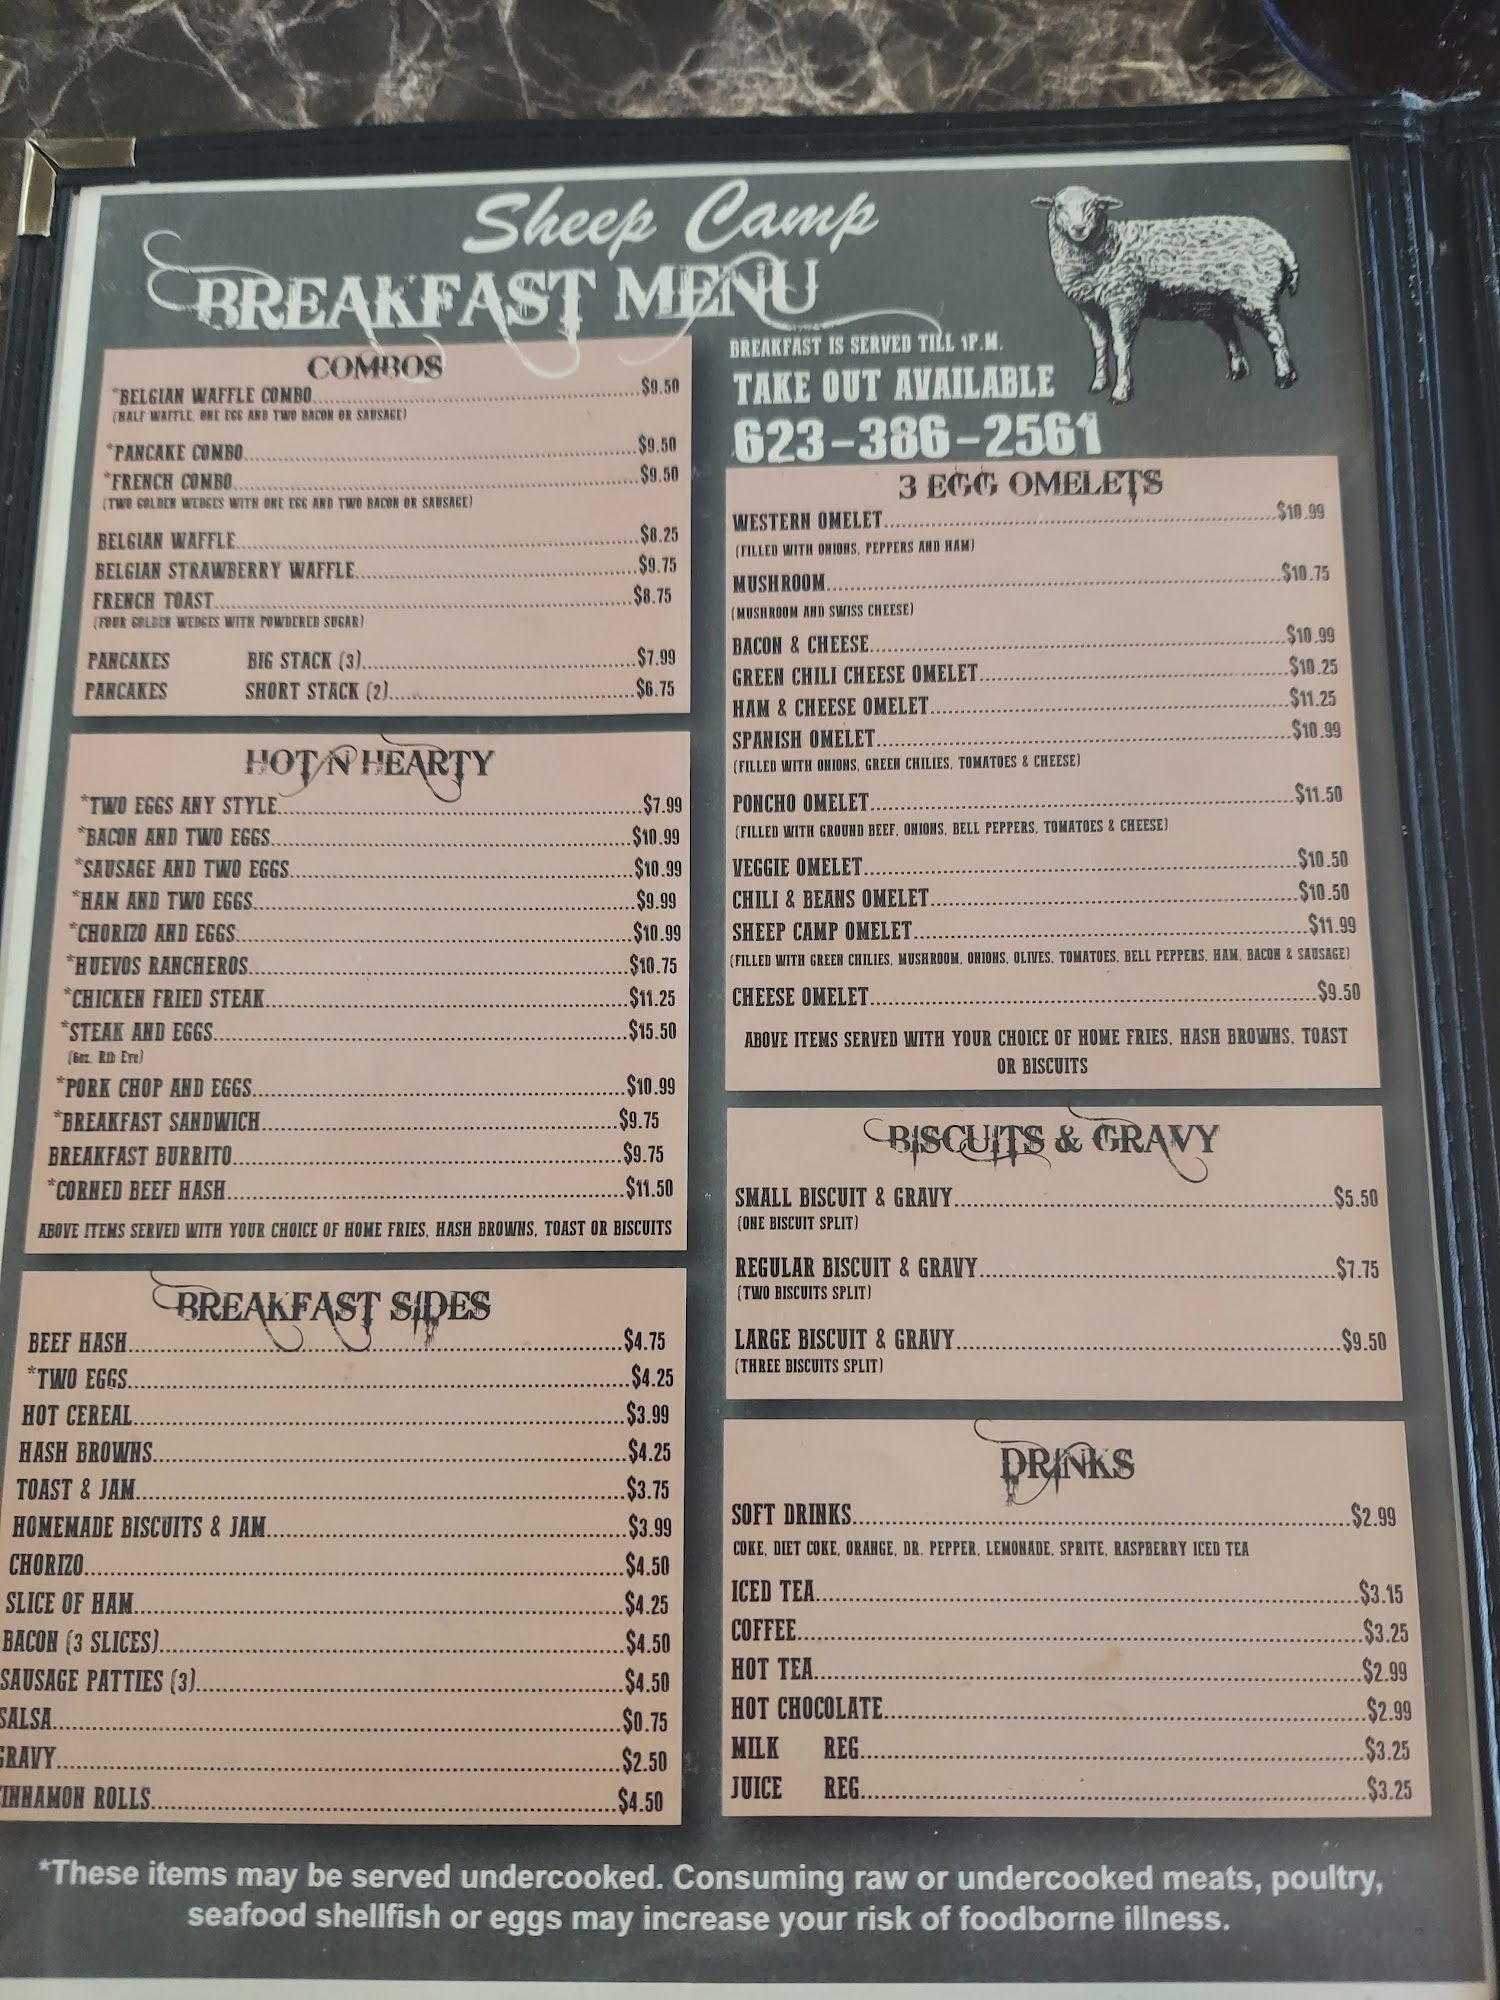 Sheep Camp
BREAKFAST MENU
COMBOS
*BELGIAN WAFFLE COMBO....$9.50
(HALF WAFFLE, ONE EGG AND TWO BACON OR SAUSAGE)
*PANCAKE COMBO....$9.50
*FRENCH COMBO....$9.50
(TWO GOLDEN WEDGES WITH ONE EGG AND TWO BACON OR SAUSAGE)
BELGIAN WAFFLE....$8.25
BELGIAN STRAWBERRY WAFFLE....$9.75
FRENCH TOAST....$8.75
(FOUR GOLDEN WEDGES WITH POWDERED SUGAR)
PANCAKES BIG STACK (3)....$7.99
PANCAKES SHORT STACK (2)....$6.75
HOT N HEARTY
*TWO EGGS ANY STYLE....$7.99
*BACON AND TWO EGGS....$10.99
*SAUSAGE AND TWO EGGS....$10.99
*HAM AND TWO EGGS....$9.99
*CHORIZO AND EGGS....$10.99
*HUEVOS RANCHEROS....$10.75
*CHICKEN FRIED STEAK....$11.25
*STEAK AND EGGS....$15.50
(6oz. Rib Eye)
*PORK CHOP AND EGGS....$10.99
*BREAKFAST SANDWICH....$9.75
BREAKFAST BURRITO....$9.75
*CORNED BEEF HASH....$11.50
ABOVE ITEMS SERVED WITH YOUR CHOICE OF HOME FRIES, HASH BROWNS, TOAST OR BISCUITS
BREAKFAST SIDES
BEEF HASH....$4.75
*TWO EGGS....$4.25
HOT CEREAL....$3.99
HASH BROWNS....$4.25
TOAST & JAM....$3.75
HOMEMADE BISCUITS & JAM....$3.99
CHORIZO....$4.50
SLICE OF HAM....$4.25
BACON (3 SLICES)....$4.50
SAUSAGE PATTIES (3)....$4.50
SALSA....$0.75
GRAVY....$2.50
INNAMON ROLLS....$4.50
BREAKFAST IS SERVED TILL 1P.M.
TAKE OUT AVAILABLE
623-386-2561
3 EGG OMELETS
WESTERN OMELET....$10.99
(FILLED WITH ONIONS, PEPPERS AND HAM)
MUSHROOM....$10.75
(MUSHROOM AND SWISS CHEESE)
BACON & CHEESE....$10.99
GREEN CHILI CHEESE OMELET....$10.25
HAM & CHEESE OMELET....$11.25
SPANISH OMELET....$10.99
(FILLED WITH ONIONS, GREEN CHILIES, TOMATOES & CHEESE)
PONCHO OMELET....$11.50
(FILLED WITH GROUND BEEF, ONIONS, BELL PEPPERS, TOMATOES & CHEESE)
VEGGIE OMELET....$10.50
CHILI & BEANS OMELET....$10.50
SHEEP CAMP OMELET....$11.99
(FILLED WITH GREEN CHILIES, MUSHROOM, ONIONS, OLIVES, TOMATOES, BELL PEPPERS, HAM, BACON & SAUSAGE)
CHEESE OMELET....$9.50
ABOVE ITEMS SERVED WITH YOUR CHOICE OF HOME FRIES, HASH BROWNS, TOAST
OR BISCUITS
BISCUITS & GRAVY
SMALL BISCUIT & GRAVY....$5.50
(ONE BISCUIT SPLIT)
REGULAR BISCUIT & GRAVY....$7.75
(TWO BISCUITS SPLIT)
LARGE BISCUIT & GRAVY....$9.50
(THREE BISCUITS SPLIT)
DRINKS
SOFT DRINKS....$2.99
COKE, DIET COKE, ORANGE, DR. PEPPER, LEMONADE, SPRITE, RASPBERRY ICED TEA
ICED TEA....$3.15
COFFEE....$3.25
HOT TEA....$2.99
HOT CHOCOLATE....$2.99
MILK REG....$3.25
JUICE REG....$3.25
*These items may be served undercooked. Consuming raw or undercooked meats, poultry,
seafood shellfish or eggs may increase your risk of foodborne illness.